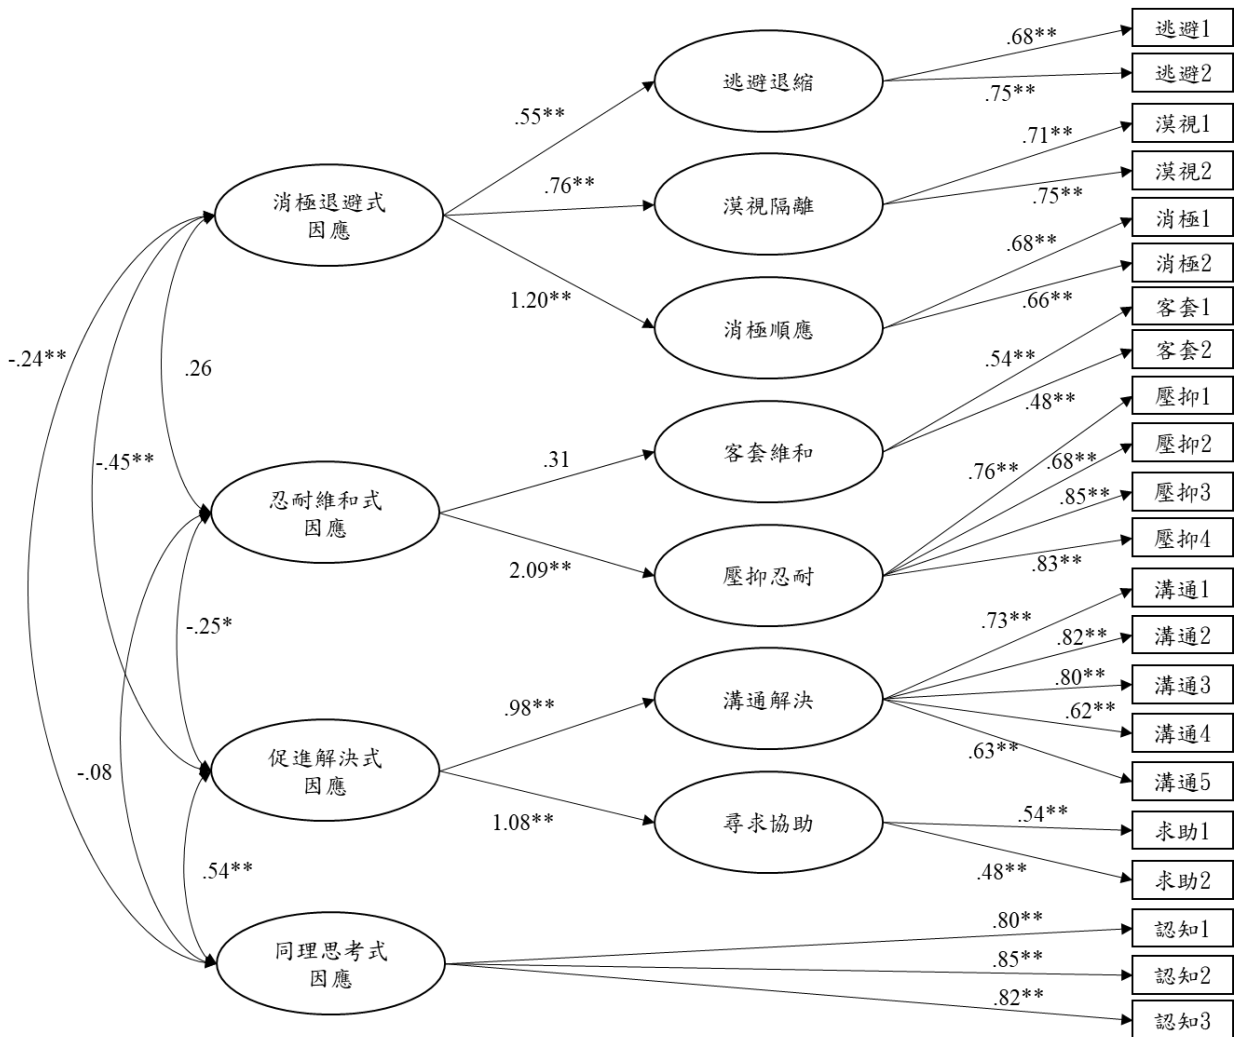 逃避1
.68**
逃避退縮
逃避2
.75**
.55**
漠視1
.71**
.76**
漠視2
.75**
消極退避式
因應
漠視隔離
消極1
.68**
消極2
.66**
1.20**
消極順應
客套1
.54**
客套2
.48**
-.24**
.26
壓抑1
.76**
壓抑2
.68**
-.45**
.31
客套維和
壓抑3
.85**
忍耐維和式
因應
壓抑4
.83**
2.09**
壓抑忍耐
溝通1
.73**
-.25*
溝通2
.82**
溝通3
.80**
.98**
溝通解決
溝通4
.62**
溝通5
.63**
促進解決式
因應
-.08
1.08**
尋求協助
求助1
.54**
求助2
.48**
.54**
認知1
.80**
同理思考式
因應
認知2
.85**
認知3
.82**